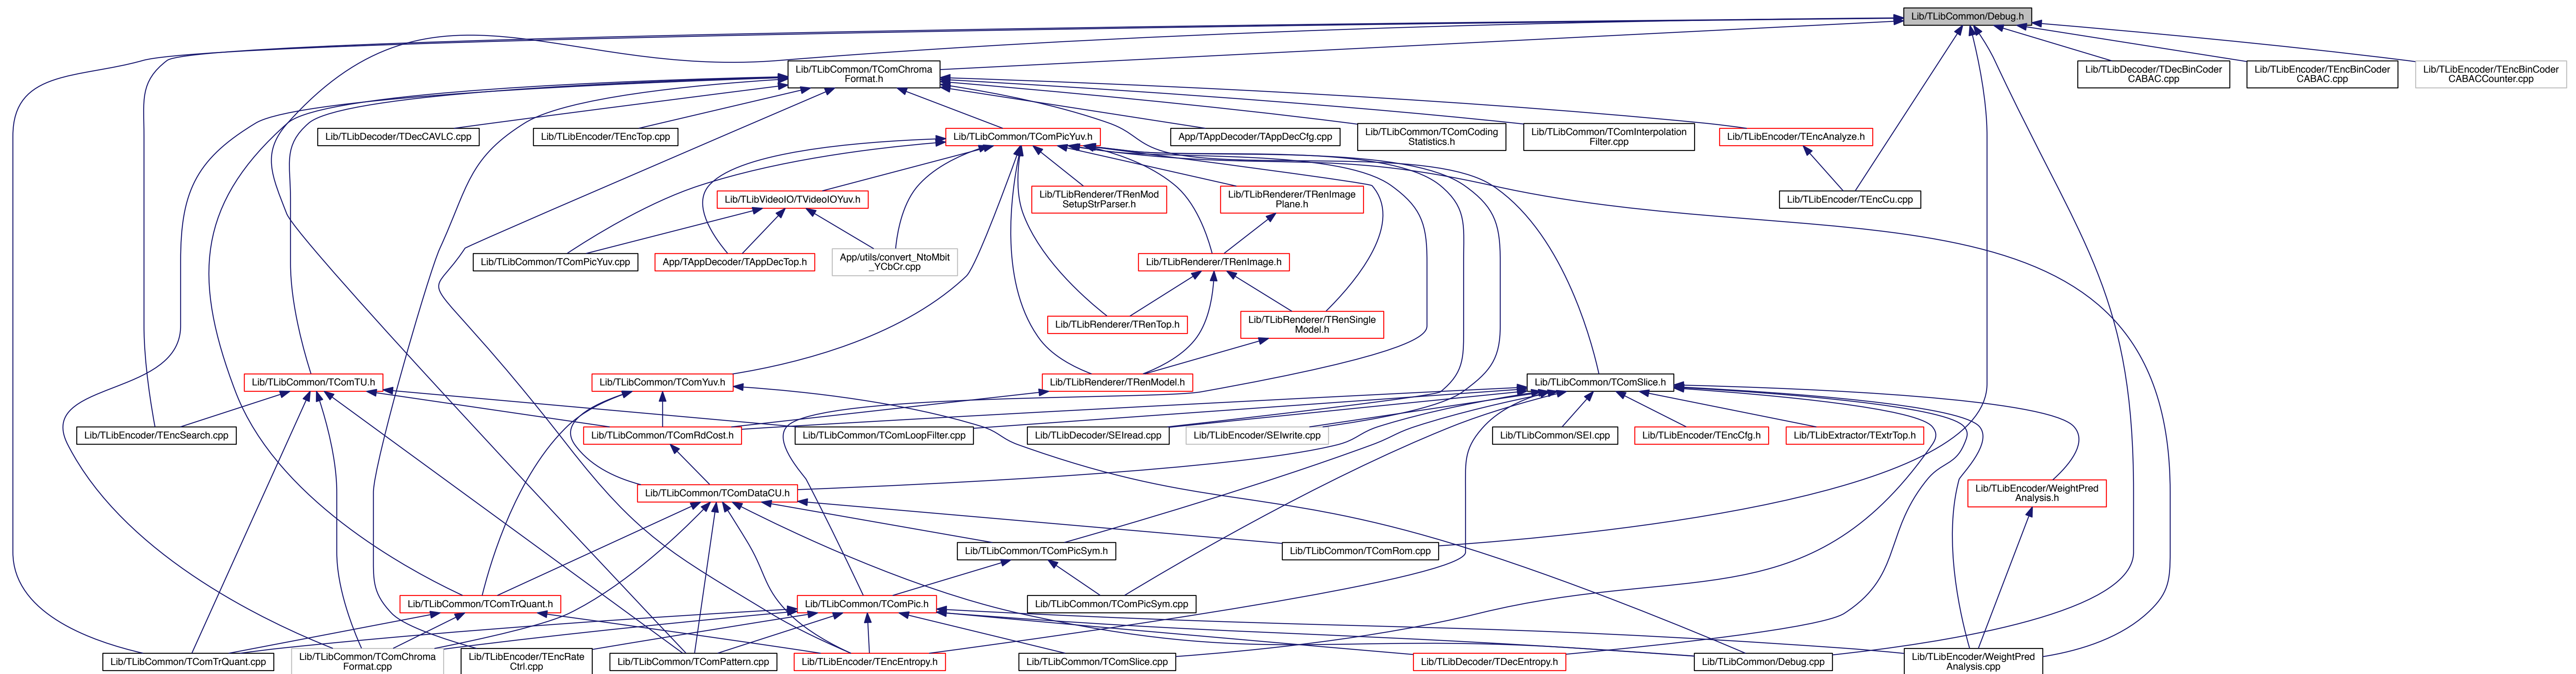 Lib/TLibCommon/Debug.h
Lib/TLibCommon/TComChroma
Format.h
Lib/TLibDecoder/TDecBinCoder
CABAC.cpp
Lib/TLibEncoder/TEncBinCoder
CABAC.cpp
Lib/TLibEncoder/TEncBinCoder
CABACCounter.cpp
Lib/TLibDecoder/TDecCAVLC.cpp
Lib/TLibEncoder/TEncTop.cpp
Lib/TLibCommon/TComPicYuv.h
App/TAppDecoder/TAppDecCfg.cpp
Lib/TLibCommon/TComCoding
Statistics.h
Lib/TLibCommon/TComInterpolation
Filter.cpp
Lib/TLibEncoder/TEncAnalyze.h
Lib/TLibVideoIO/TVideoIOYuv.h
Lib/TLibRenderer/TRenMod
SetupStrParser.h
Lib/TLibRenderer/TRenImage
Plane.h
Lib/TLibEncoder/TEncCu.cpp
Lib/TLibCommon/TComPicYuv.cpp
App/TAppDecoder/TAppDecTop.h
App/utils/convert_NtoMbit
_YCbCr.cpp
Lib/TLibRenderer/TRenImage.h
Lib/TLibRenderer/TRenTop.h
Lib/TLibRenderer/TRenSingle
Model.h
Lib/TLibCommon/TComTU.h
Lib/TLibCommon/TComYuv.h
Lib/TLibRenderer/TRenModel.h
Lib/TLibCommon/TComSlice.h
Lib/TLibEncoder/TEncSearch.cpp
Lib/TLibCommon/TComRdCost.h
Lib/TLibCommon/TComLoopFilter.cpp
Lib/TLibDecoder/SEIread.cpp
Lib/TLibEncoder/SEIwrite.cpp
Lib/TLibCommon/SEI.cpp
Lib/TLibEncoder/TEncCfg.h
Lib/TLibExtractor/TExtrTop.h
Lib/TLibCommon/TComDataCU.h
Lib/TLibEncoder/WeightPred
Analysis.h
Lib/TLibCommon/TComPicSym.h
Lib/TLibCommon/TComRom.cpp
Lib/TLibCommon/TComTrQuant.h
Lib/TLibCommon/TComPic.h
Lib/TLibCommon/TComPicSym.cpp
Lib/TLibCommon/TComTrQuant.cpp
Lib/TLibCommon/TComChroma
Format.cpp
Lib/TLibEncoder/TEncRate
Ctrl.cpp
Lib/TLibCommon/TComPattern.cpp
Lib/TLibEncoder/TEncEntropy.h
Lib/TLibCommon/TComSlice.cpp
Lib/TLibDecoder/TDecEntropy.h
Lib/TLibCommon/Debug.cpp
Lib/TLibEncoder/WeightPred
Analysis.cpp